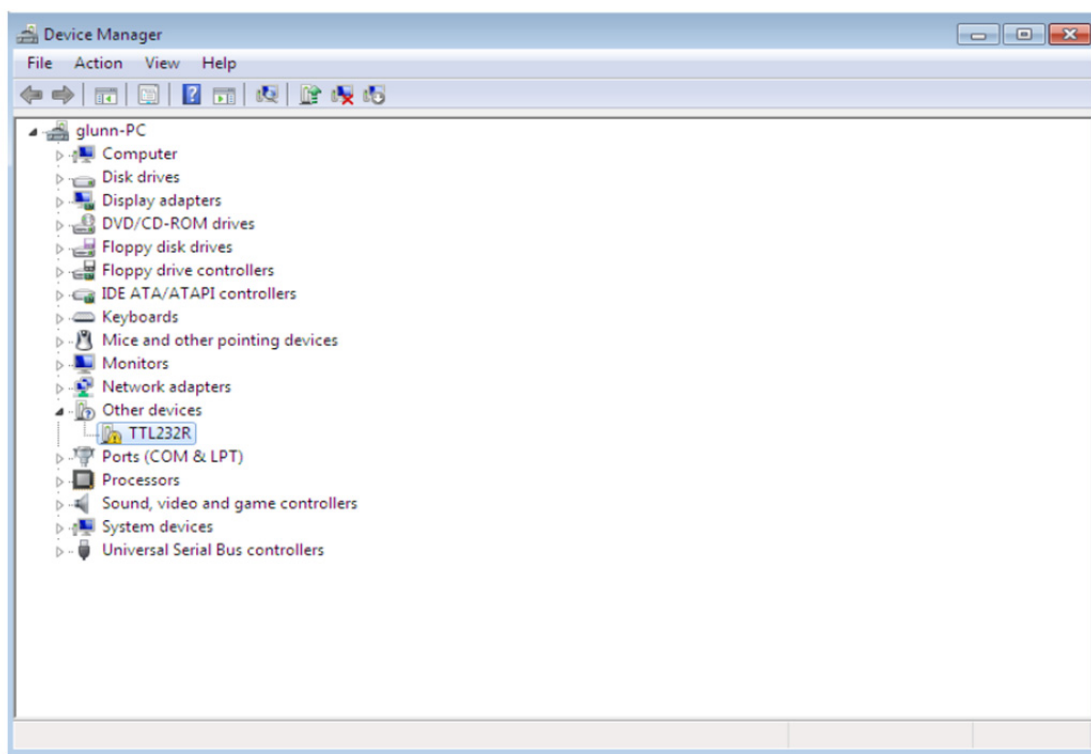 Device Manager
File Action View Help
glunn-PC
Computer
Disk drives
Display adapters
DVD/CD-ROM drives
Floppy disk drives
Floppy drive controllers
IDE ATA/ATAPI controllers
Keyboards
Mice and other pointing devices
Monitors
Network adapters
Other devices
TTL232R
Ports (COM & LPT)
Processors
Sound, video and game controllers
System devices
Universal Serial Bus controllers